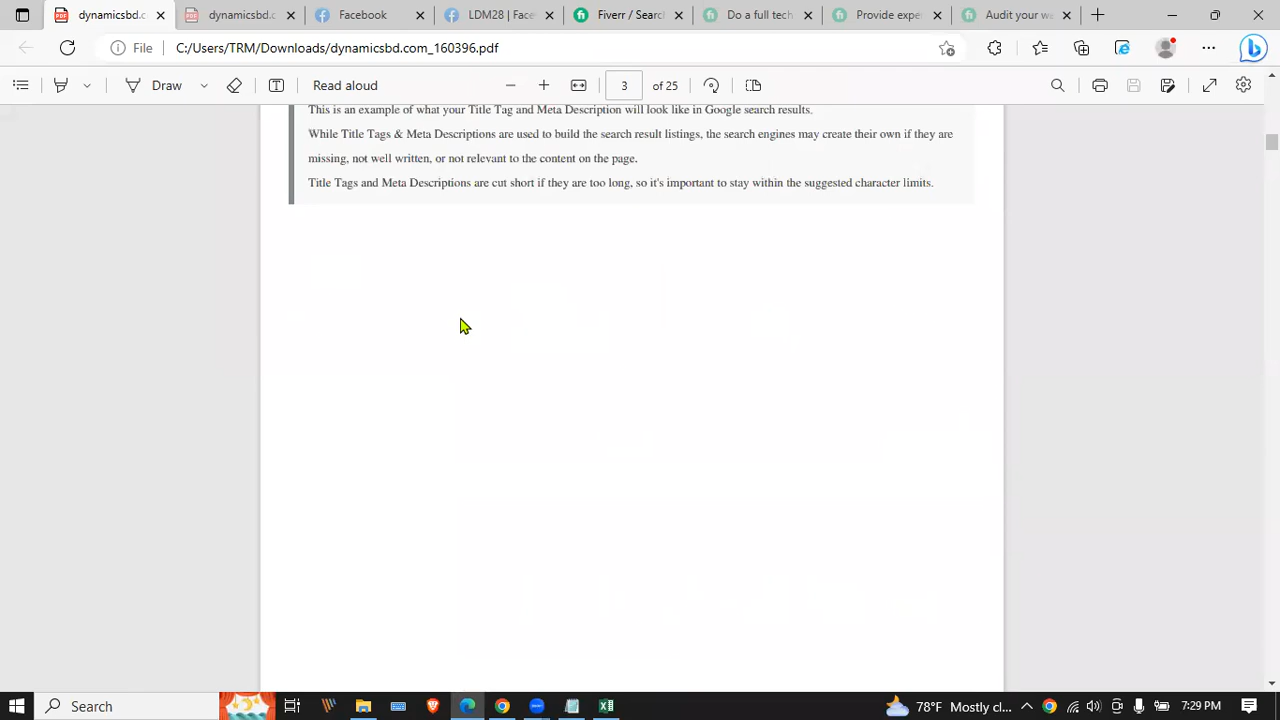 dynamicsbd.c
dynamicsbd.c
Facebook
LDM28 | Face
Fiverr / Searc
Do a full tech
Provide expe
Audit your we
File
C:/Users/TRM/Downloads/dynamicsbd.com_160396.pdf
Draw
Read aloud
3
of 25
This is an example of what your Title Tag and Meta Description will look like in Google search results.
While Title Tags & Meta Descriptions are used to build the search result listings, the search engines may create their own if they are
missing, not well written, or not relevant to the content on the page.
Title Tags and Meta Descriptions are cut short if they are too long, so it's important to stay within the suggested character limits.
Search
78°F Mostly cl...
7:29 PM